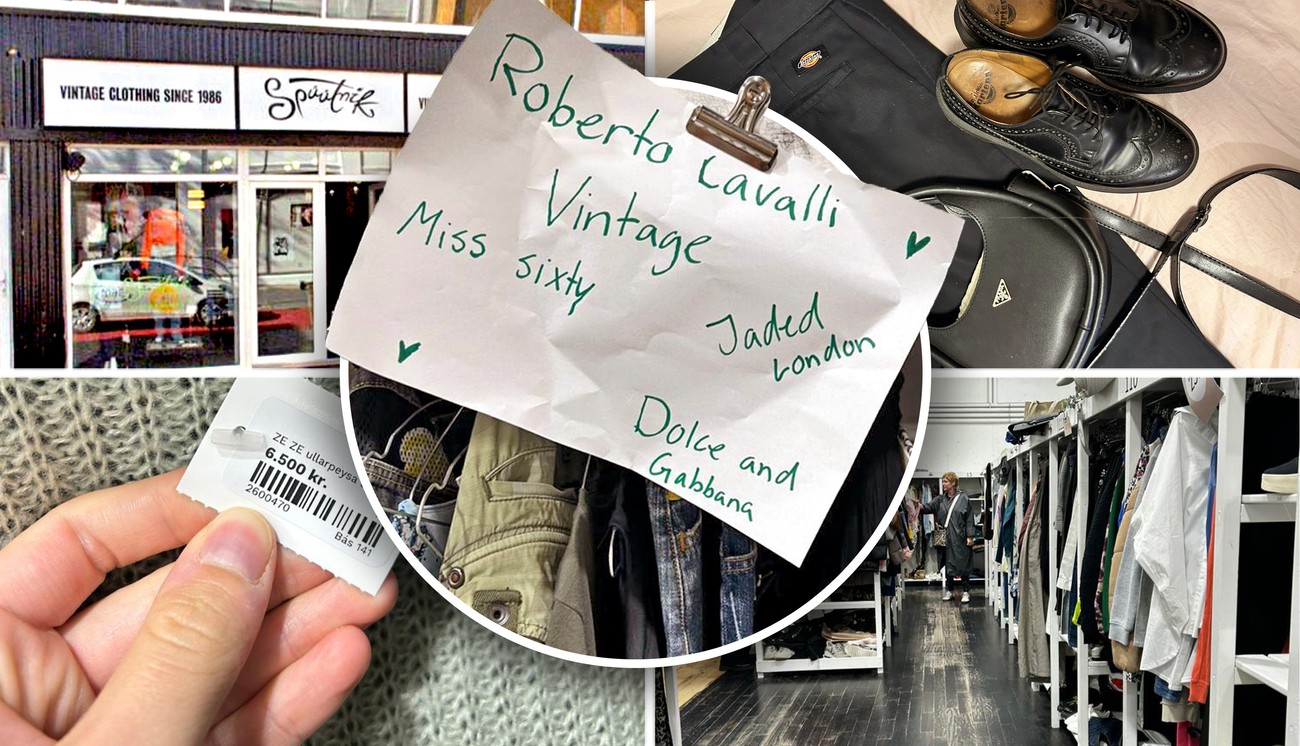 VINTAGE CLOTHING SINCE 1986
Spúútnik
Roberto Cavalli
Vintage
Miss sixty
Jaded
London
Dolce and
Gabbana
Dickies
ZE ZE ullarpeysa
6.500 kr.
2600470
Bás 141